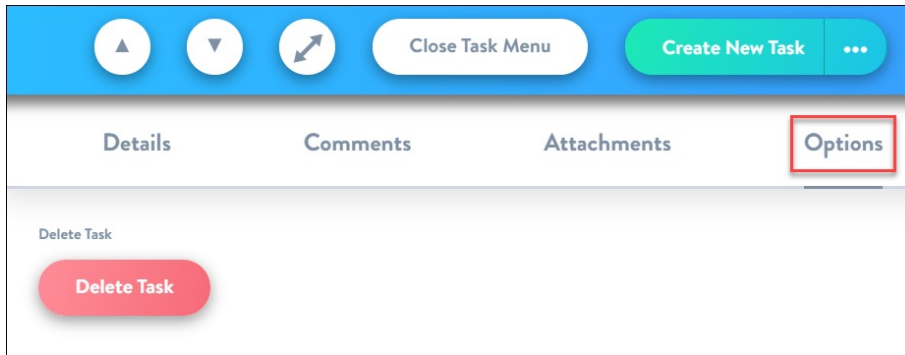 Close Task Menu
Create New Task
Details
Comments
Attachments
Options
Delete Task
Delete Task